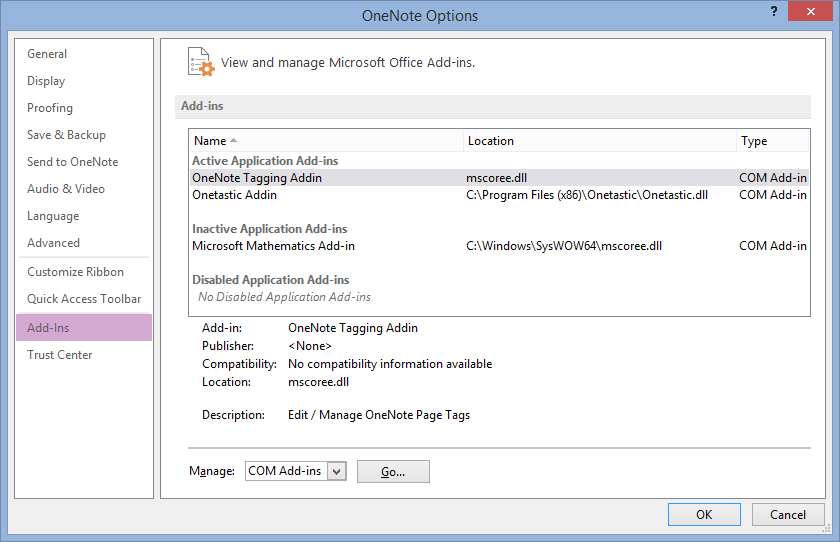 OneNote Options
?
General
Display
Proofing
Save & Backup
Send to OneNote
Audio & Video
Language
Advanced
Customize Ribbon
Quick Access Toolbar
Add-Ins
Trust Center
View and manage Microsoft Office Add-ins.
Add-ins
Name Location Type
Active Application Add-ins
OneNote Tagging Addin mscoree.dll COM Add-in
Onetastic Addin C:\Program Files (x86)\Onetastic\Onetastic.dll COM Add-in
Inactive Application Add-ins
Microsoft Mathematics Add-in C:\Windows\SysWOW64\mscoree.dll COM Add-in
Disabled Application Add-ins
No Disabled Application Add-ins
Add-in: OneNote Tagging Addin
Publisher: <None>
Compatibility: No compatibility information available
Location: mscoree.dll
Description: Edit / Manage OneNote Page Tags
Manage: COM Add-ins Go...
OK Cancel